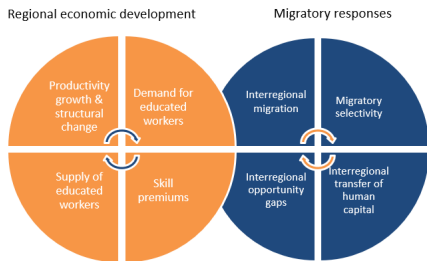 Regional economic development
Migratory responses
Productivity
growth &
structural
change
Demand for
educated
workers
Interregional
migration
Migratory
selectivity
Supply of
educated
workers
Skill
premiums
Interregional
opportunity
gaps
Interregional
transfer of
human
capital